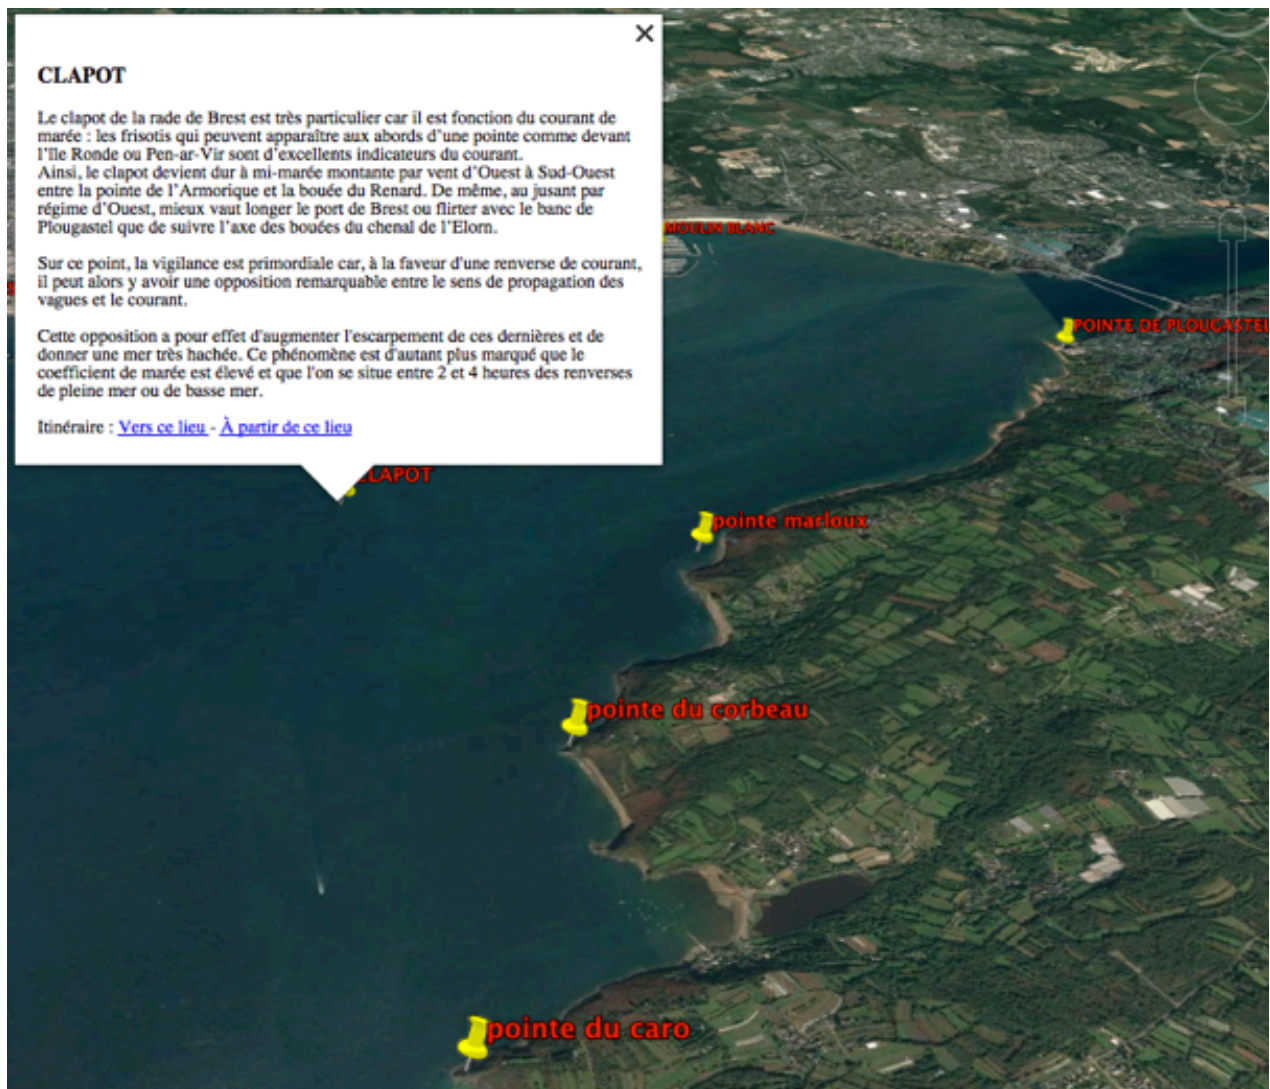 CLAPOT
Le clapot de la rade de Brest est très particulier car il est fonction du courant de
marée : les frisotis qui peuvent apparaître aux abords d'une pointe comme devant
l'île Ronde ou Pen-ar-Vir sont d'excellents indicateurs du courant.
Ainsi, le clapot devient dur à mi-marée montante par vent d'Ouest à Sud-Ouest
entre la pointe de l'Armorique et la bouée du Renard. De même, au jusant par
régime d'Ouest, mieux vaut longer le port de Brest ou flirter avec le banc de
Plougastel que de suivre l'axe des bouées du chenal de l'Elorn.
Sur ce point, la vigilance est primordiale car, à la faveur d'une renverse de courant,
il peut alors y avoir une opposition remarquable entre le sens de propagation des
vagues et le courant.
Cette opposition a pour effet d'augmenter l'escarpement de ces dernières et de
donner une mer très hachée. Ce phénomène est d'autant plus marqué que le
coefficient de marée est élevé et que l'on se situe entre 2 et 4 heures des renverses
de pleine mer ou de basse mer.
Itinéraire : Vers ce lieu - À partir de ce lieu
MOULIN BLANC
POINTE DE PLOUGASTEL
CLAPOT
pointe marloux
pointe du corbeau
pointe du caro